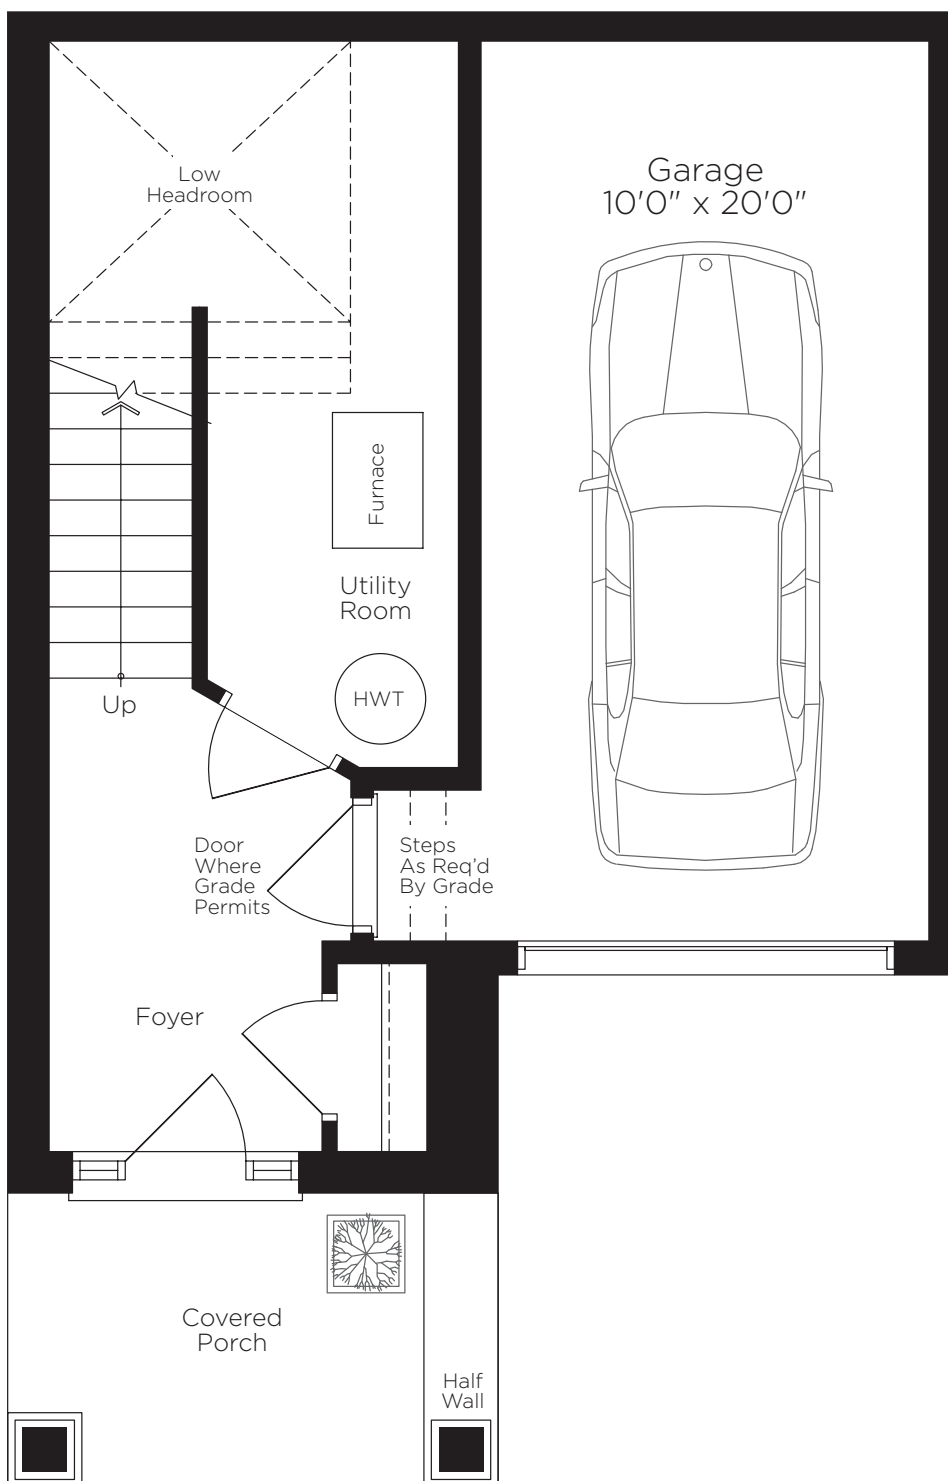 Low
Headroom
Garage
10'0" x 20'0"
Furnace
Utility
Room
HWT
Up
Door
Where
Grade
Permits
Steps
As Req'd
By Grade
Foyer
Covered
Porch
Half
Wall